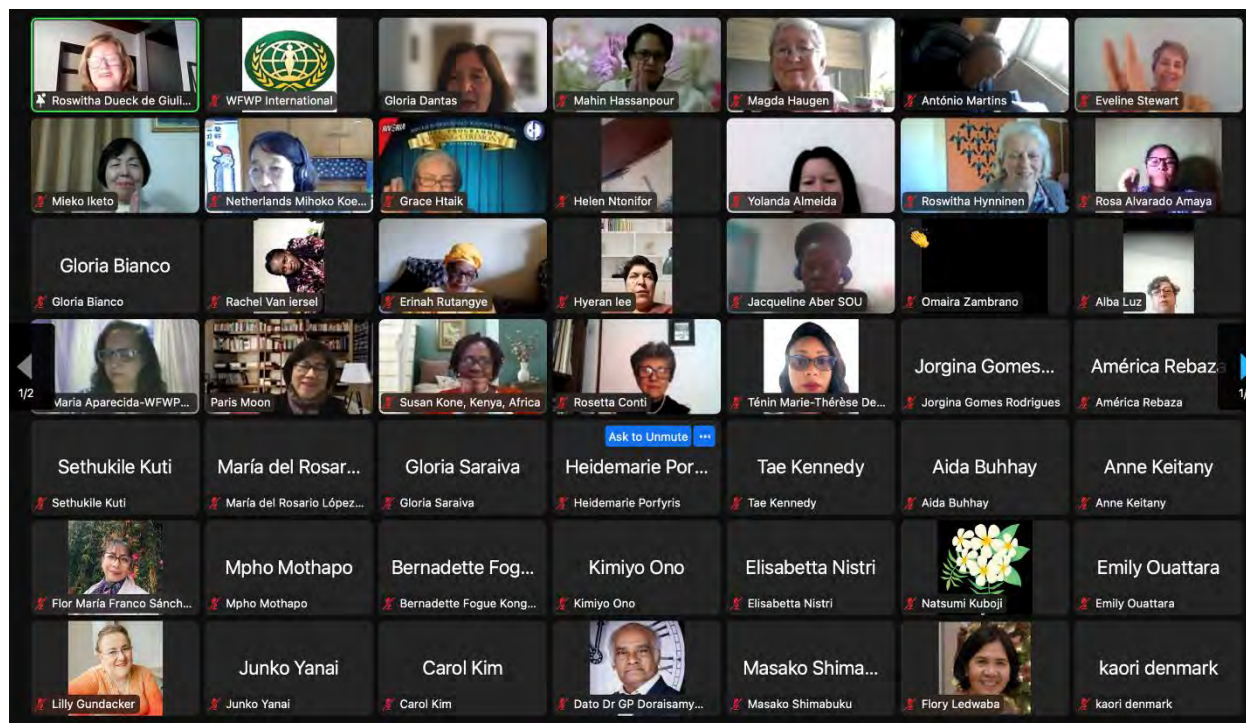 Roswitha Dueck de Giuli...
WFWP International
Gloria Dantas
Mahin Hassanpour
Magda Haugen
António Martins
Eveline Stewart
Mieko Iketo
Netherlands Mihoko Koe...
Grace Htaik
Helen Ntonifor
Yolanda Almeida
Roswitha Hynninen
Rosa Alvarado Amaya
Gloria Bianco
Gloria Bianco
Rachel Van iersel
Erinah Rutangye
Hyeran lee
Jacqueline Aber SOU
Omaira Zambrano
Alba Luz
1/2
Maria Aparecida-WFWP...
Paris Moon
Susan Kone, Kenya, Africa
Rosetta Conti
Ténin Marie-Thérèse De...
Jorgina Gomes...
Jorgina Gomes Rodrigues
América Rebaza
América Rebaza
Sethukile Kuti
Sethukile Kuti
María del Rosar...
María del Rosario López...
Gloria Saraiva
Gloria Saraiva
Ask to Unmute
Heidemarie Por...
Heidemarie Porfyris
Tae Kennedy
Tae Kennedy
Aida Buhhay
Aida Buhhay
Anne Keitany
Anne Keitany
Flor María Franco Sánch...
Mpho Mothapo
Mpho Mothapo
Bernadette Fog...
Bernadette Fogue Kong...
Kimiyo Ono
Kimiyo Ono
Elisabetta Nistri
Elisabetta Nistri
Natsumi Kuboji
Emily Ouattara
Emily Ouattara
Lilly Gundacker
Junko Yanai
Junko Yanai
Carol Kim
Carol Kim
Dato Dr GP Doraisamy...
Masako Shima...
Masako Shimabuku
Flory Ledwaba
kaori denmark
kaori denmark